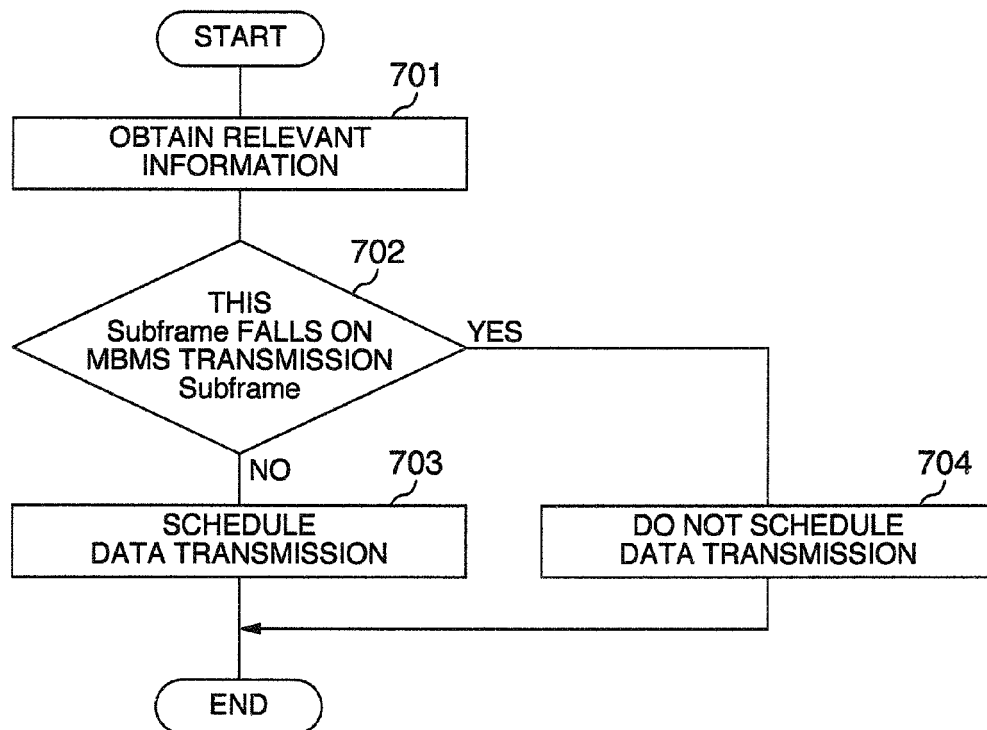 START
701
OBTAIN RELEVANT
INFORMATION
702
THIS
Subframe FALLS ON
MBMS TRANSMISSION
Subframe
YES
NO
703
SCHEDULE
DATA TRANSMISSION
704
DO NOT SCHEDULE
DATA TRANSMISSION
END